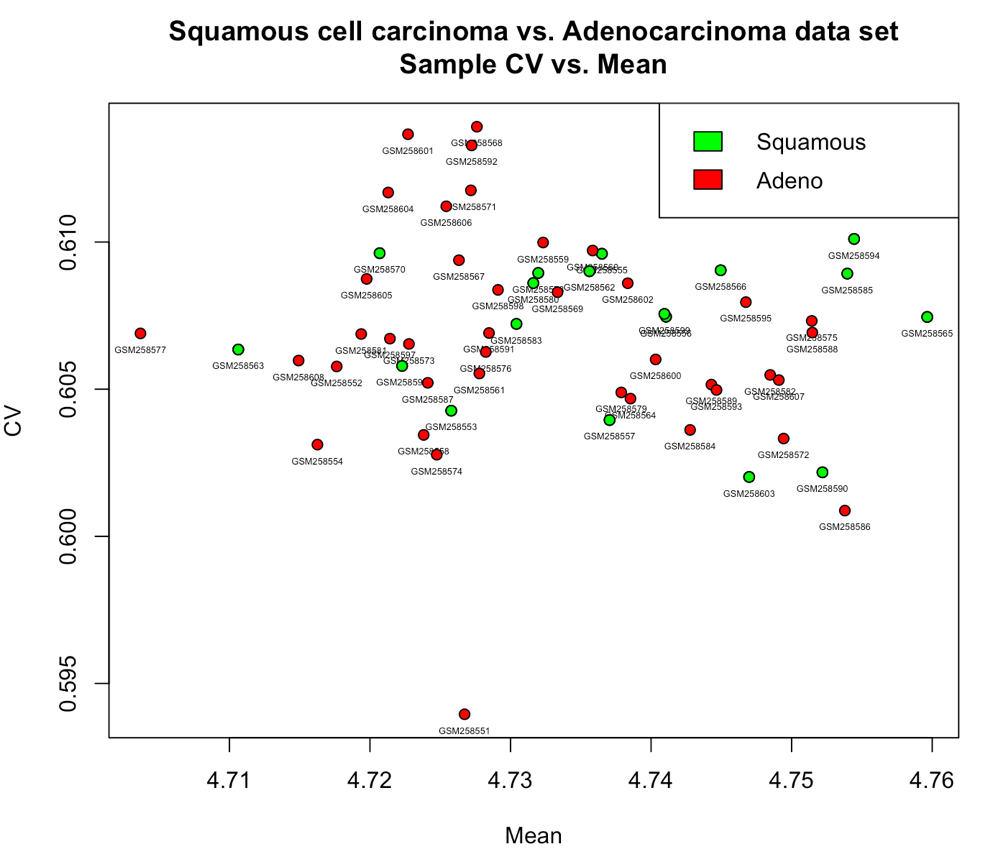 Squamous cell carcinoma vs. Adenocarcinoma data set
Sample CV vs. Mean
Squamous
Adeno
GSM258601
GSM258568
GSM258592
GSM258604
GSM258571
GSM258606
GSM258570
GSM258605
GSM258567
GSM258559
GSM258555
GSM258562
GSM258602
GSM258580
GSM258569
GSM258598
GSM258583
GSM258566
GSM258594
GSM258585
GSM258595
GSM258565
GSM258575
GSM258588
GSM258577
GSM258563
GSM258608
GSM258552
GSM258581
GSM258597
GSM258573
GSM258587
GSM258591
GSM258576
GSM258561
GSM258553
GSM258554
GSM258574
GSM258556
GSM258600
GSM258579
GSM258564
GSM258557
GSM258589
GSM258593
GSM258582
GSM258607
GSM258584
GSM258572
GSM258603
GSM258590
GSM258586
GSM258551
0.610
0.605
0.600
0.595
CV
4.71 4.72 4.73 4.74 4.75 4.76
Mean